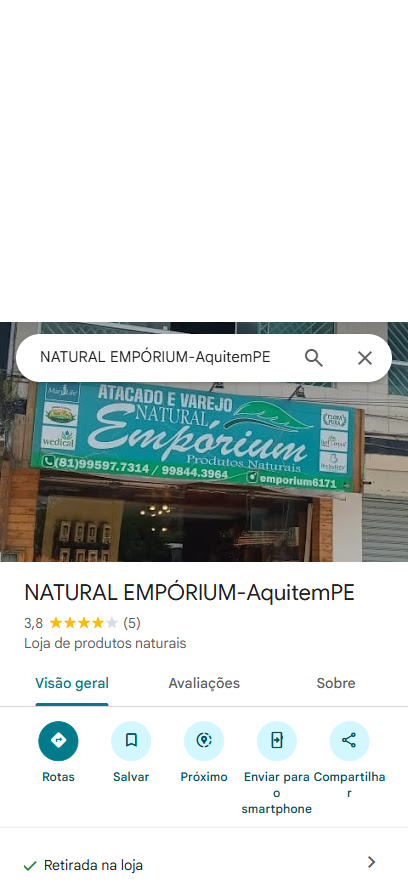 NATURAL EMPÓRIUM-AquitemPE
ATACADO E VAREJO
NATURAL
Empórium
Produtos Naturais
(81)99597.7314 / 99844.3964
emporium6171
wedical
NATURAL EMPÓRIUM-AquitemPE
3,8 (5)
Loja de produtos naturais
Visão geral Avaliações Sobre
Rotas Salvar Próximo Enviar para Compartilha
o r
smartphone
Retirada na loja